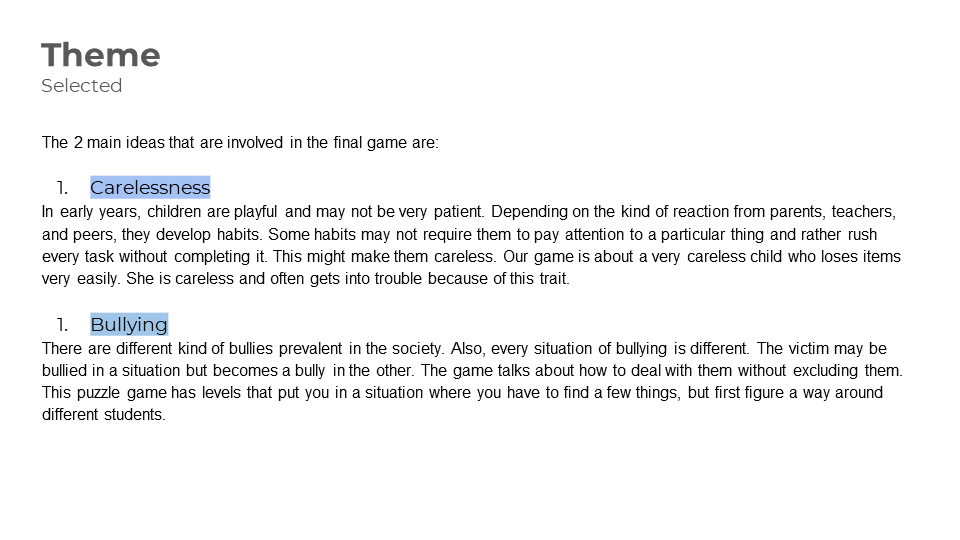 Theme
Selected
The 2 main ideas that are involved in the final game are:
1. Carelessness
In early years, children are playful and may not be very patient. Depending on the kind of reaction from parents, teachers,
and peers, they develop habits. Some habits may not require them to pay attention to a particular thing and rather rush
every task without completing it. This might make them careless. Our game is about a very careless child who loses items
very easily. She is careless and often gets into trouble because of this trait.
1. Bullying
There are different kind of bullies prevalent in the society. Also, every situation of bullying is different. The victim may be
bullied in a situation but becomes a bully in the other. The game talks about how to deal with them without excluding them.
This puzzle game has levels that put you in a situation where you have to find a few things, but first figure a way around
different students.